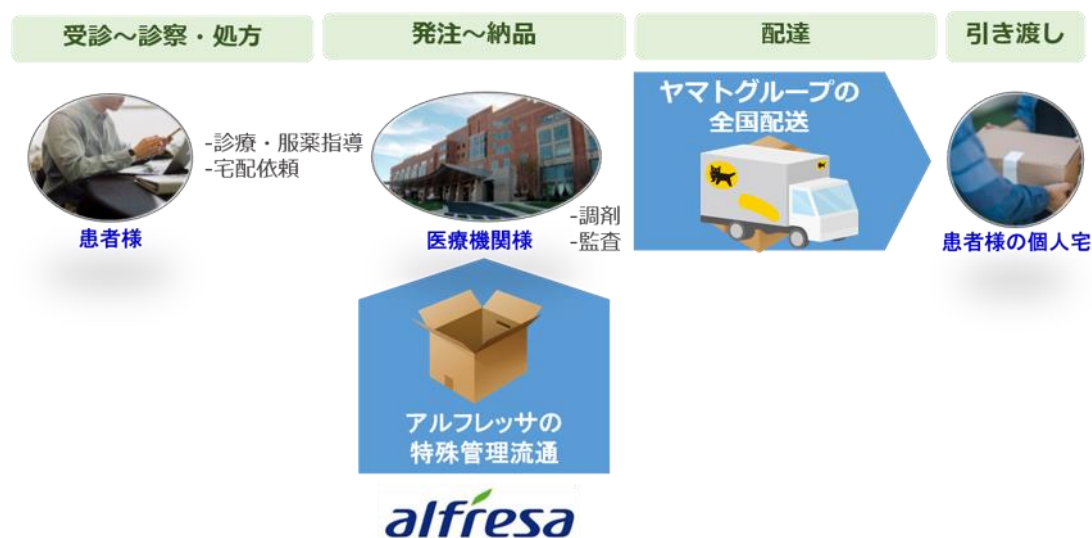 受診～診察・処方
発注～納品
配達
引き渡し
-診療・服薬指導
-宅配依頼
患者様
医療機関様
-調剤
-監査
ヤマトグループの
全国配送
患者様の個人宅
アルフレッサの
特殊管理流通
alfresa